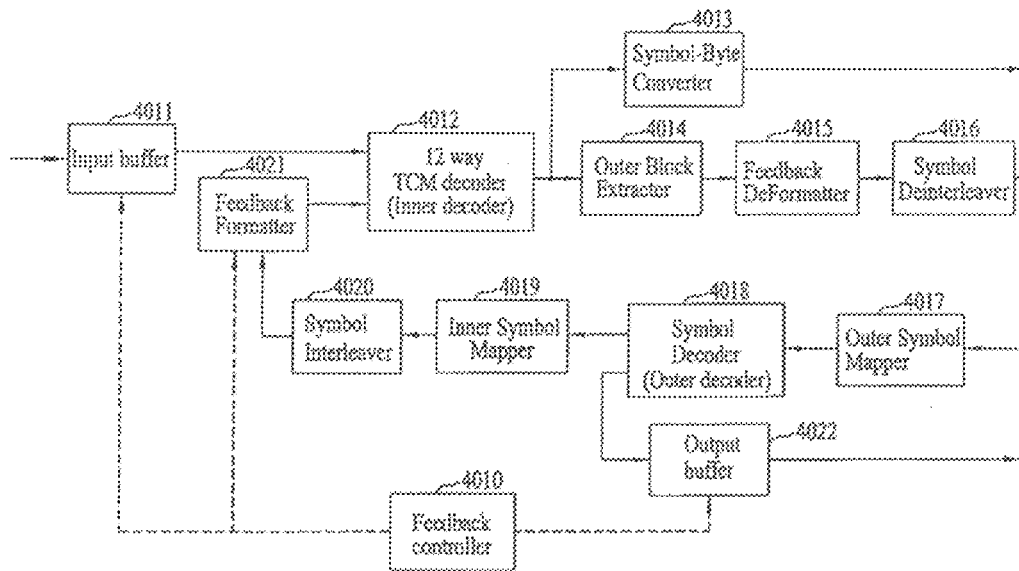 4013
Symbol-Byte
Converter
4011
Input buffer
4012
12 way
TCM decoder
(Inner decoder)
4014
Outer Block
Extractor
4015
Feedback
DeFormatter
4016
Symbol
Deinterleaver
4021
Feedback
Formatter
4020
Symbol
Interleaver
4019
Inner Symbol
Mapper
4018
Symbol
Decoder
(Outer decoder)
4017
Outer Symbol
Mapper
Output
buffer
4022
4010
Feedback
controller